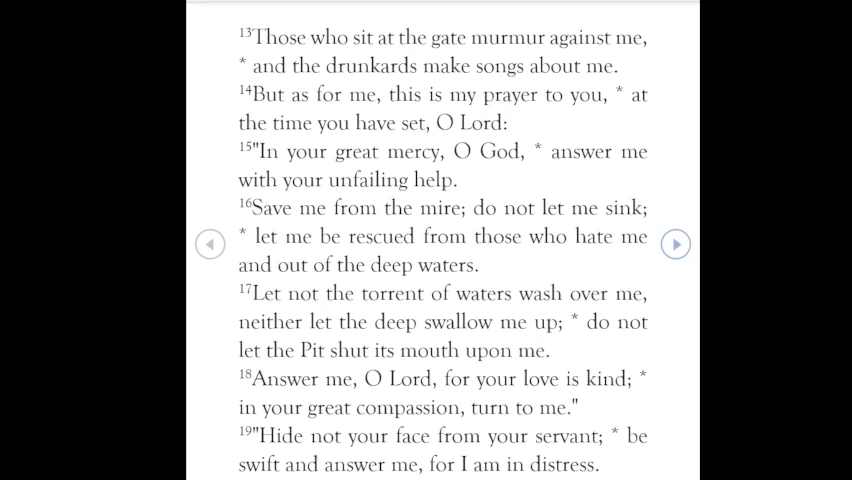 13Those who sit at the gate murmur against me,
* and the drunkards make songs about me.
14But as for me, this is my prayer to you, * at
the time you have set, O Lord:
15"In your great mercy, O God, * answer me
with your unfailing help.
16Save me from the mire; do not let me sink;
* let me be rescued from those who hate me
and out of the deep waters.
17Let not the torrent of waters wash over me,
neither let the deep swallow me up; * do not
let the Pit shut its mouth upon me.
18Answer me, O Lord, for your love is kind; *
in your great compassion, turn to me."
19"Hide not your face from your servant; * be
swift and answer me, for I am in distress.